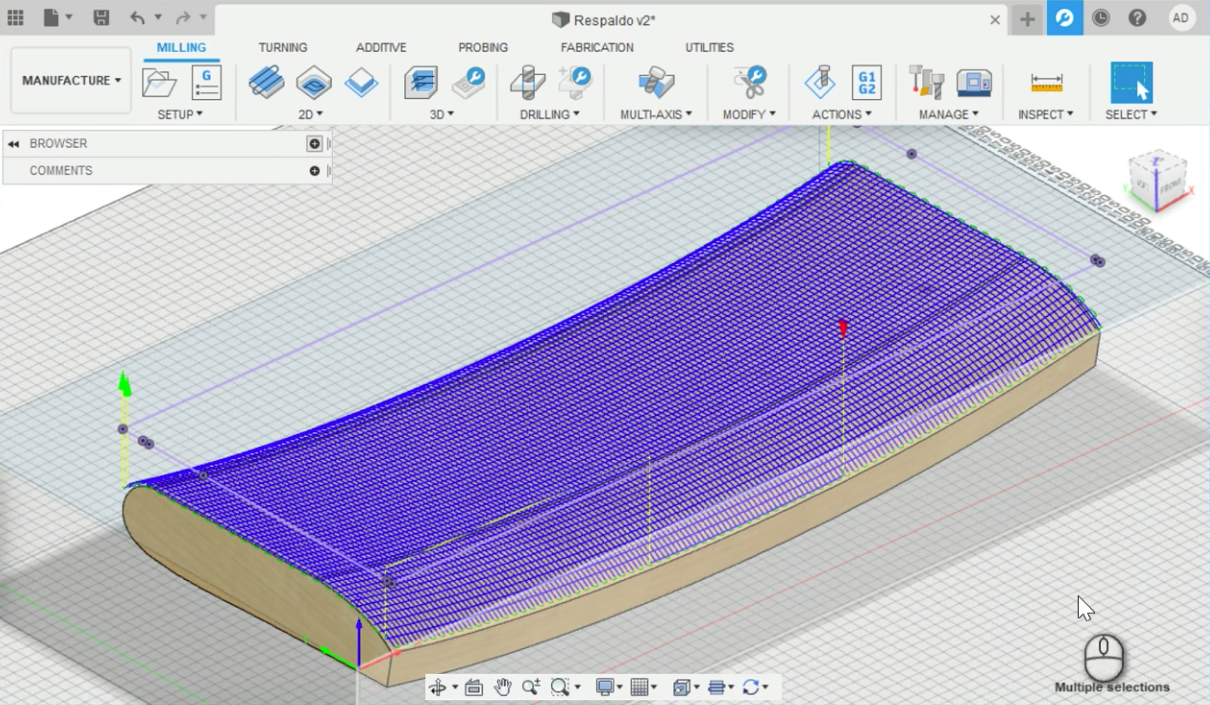 Respaldo v2*
AD
MILLING TURNING ADDITIVE PROBING FABRICATION UTILITIES
MANUFACTURE
G
G1
G2
SETUP 2D 3D DRILLING MULTI-AXIS MODIFY ACTIONS MANAGE INSPECT SELECT
BROWSER
COMMENTS
FRONT
X
Multiple selections